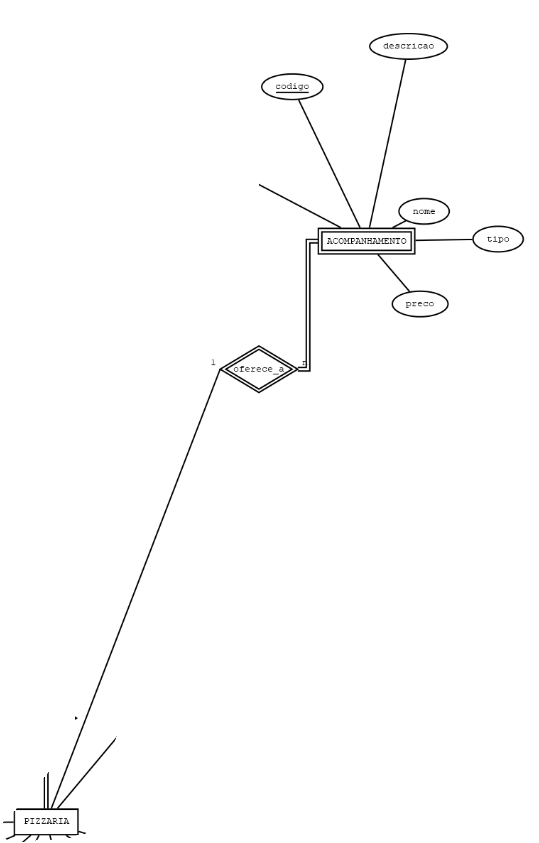 descricao
codigo
nome
ACOMPANHAMENTO
tipo
preco
1
n
oferece_a
PIZZARIA